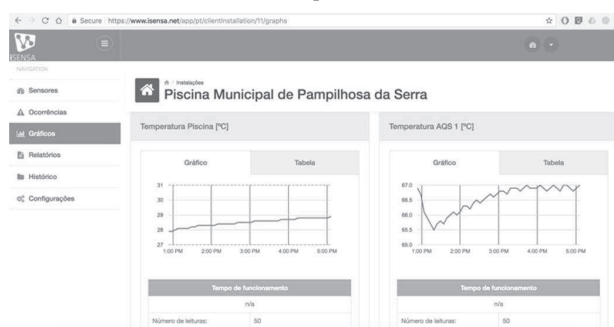 Secure https://www.isensa.net/app/pt/clientinstallation/11/graphs
ISENSA
NAVIGATION
Sensores
Ocorrências
Gráficos
Relatórios
Histórico
Configurações
/ Instalações
Piscina Municipal de Pampilhosa da Serra
Temperatura Piscina [ºC]
Gráfico Tabela
31
30
29
28
27
1:00 PM 2:00 PM 3:00 PM 4:00 PM 5:00 PM
Tempo de funcionamento
n/a
Número de leituras: 50
Temperatura AQS 1 [ºC]
Gráfico Tabela
67.0
66.5
66.0
65.5
65.0
1:00 PM 2:00 PM 3:00 PM 4:00 PM 5:00 PM
Tempo de funcionamento
n/a
Número de leituras: 50